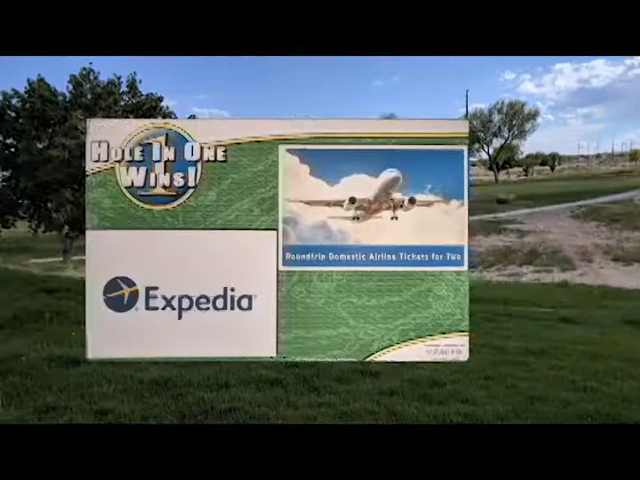 Hole In One
Wins!
Roundtrip Domestic Airline Tickets for Two
Expedia